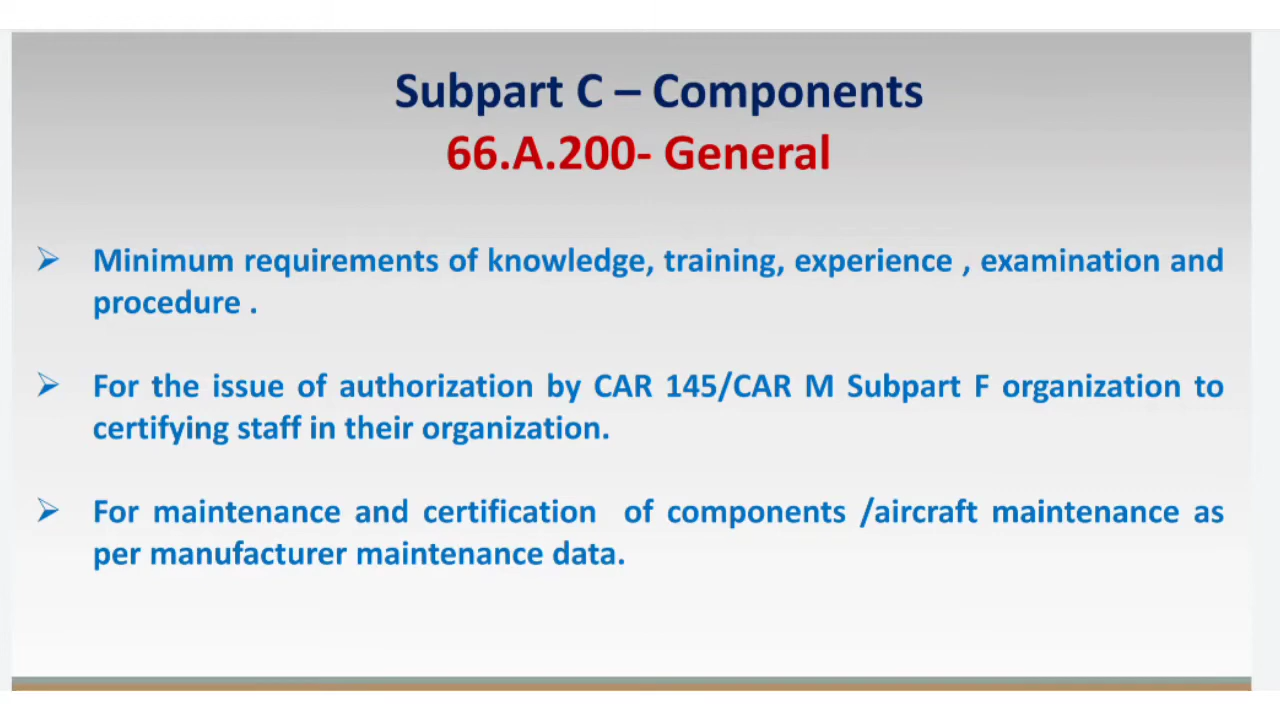 Subpart C – Components
66.A.200- General
Minimum requirements of knowledge, training, experience , examination and
procedure .
For the issue of authorization by CAR 145/CAR M Subpart F organization to
certifying staff in their organization.
For maintenance and certification of components /aircraft maintenance as
per manufacturer maintenance data.